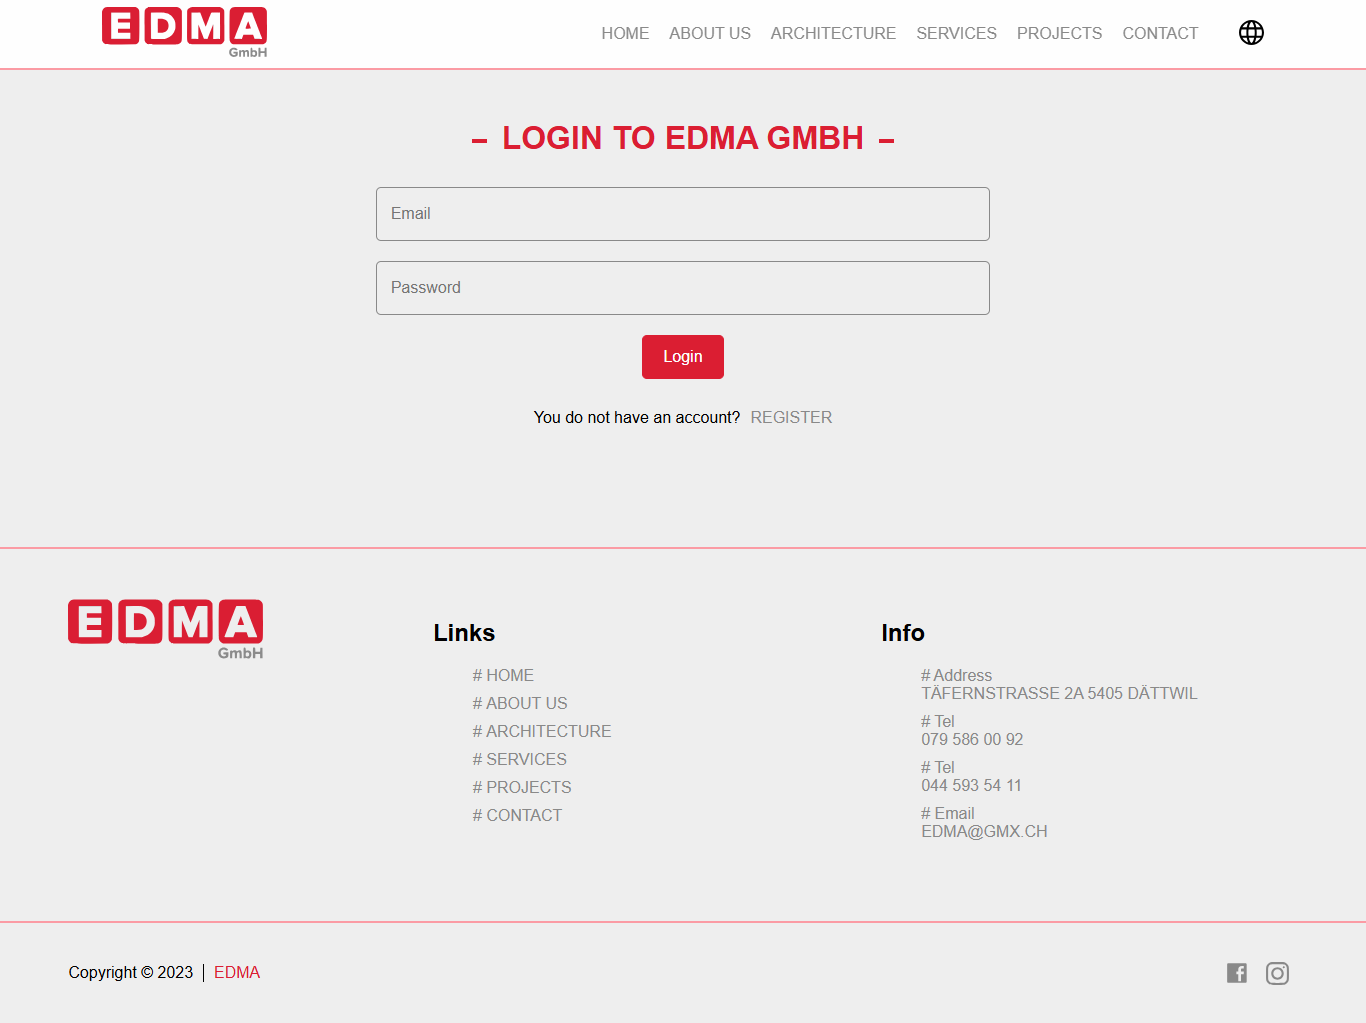 EDMA
GmbH
HOME ABOUT US ARCHITECTURE SERVICES PROJECTS CONTACT
– LOGIN TO EDMA GMBH –
Email
Password
Login
You do not have an account? REGISTER
EDMA
GmbH
Links
# HOME
# ABOUT US
# ARCHITECTURE
# SERVICES
# PROJECTS
# CONTACT
Info
# Address
TÄFERNSTRASSE 2A 5405 DÄTTWIL
# Tel
079 586 00 92
# Tel
044 593 54 11
# Email
EDMA@GMX.CH
Copyright © 2023 | EDMA